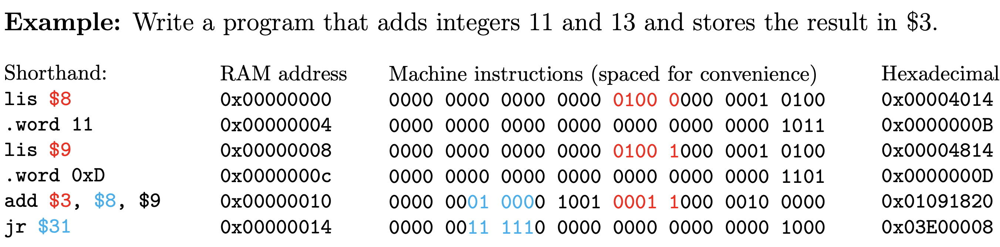 Example: Write a program that adds integers 11 and 13 and stores the result in $3.
Shorthand: RAM address Machine instructions (spaced for convenience) Hexadecimal
lis $8 0x00000000 0000 0000 0000 0000 0100 0000 0001 0100 0x00004014
.word 11 0x00000004 0000 0000 0000 0000 0000 0000 0000 1011 0x0000000B
lis $9 0x00000008 0000 0000 0000 0000 0100 1000 0001 0100 0x00004814
.word 0xD 0x0000000c 0000 0000 0000 0000 0000 0000 0000 1101 0x0000000D
add $3, $8, $9 0x00000010 0000 0001 0000 1001 0001 1000 0010 0000 0x01091820
jr $31 0x00000014 0000 0011 1110 0000 0000 0000 0000 1000 0x03E00008